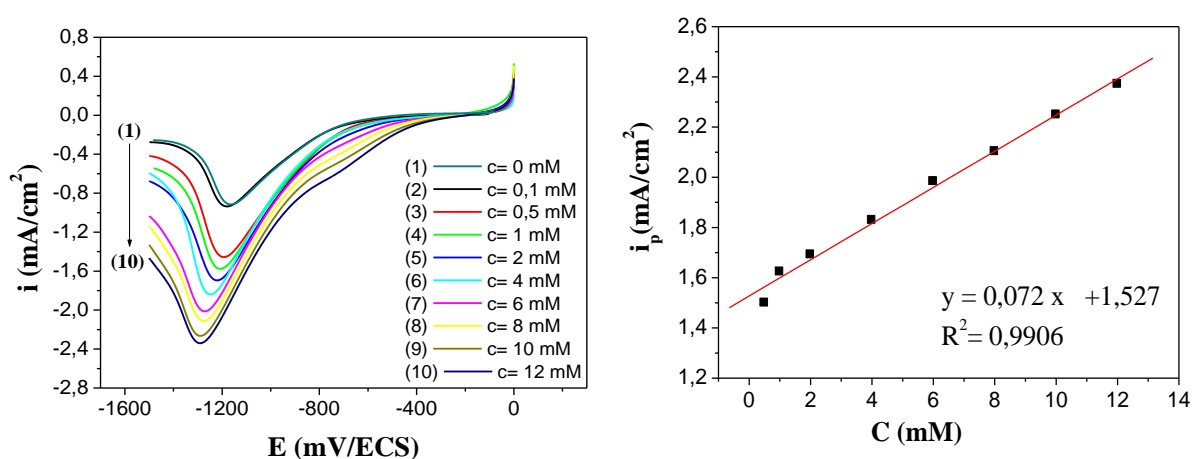 0,8
0,4
0,0
-0,4
-0,8
-1,2
-1,6
-2,0
-2,4
-2,8
i (mA/cm²)
(1)
(10)
(1) c= 0 mM
(2) c= 0,1 mM
(3) c= 0,5 mM
(4) c= 1 mM
(5) c= 2 mM
(6) c= 4 mM
(7) c= 6 mM
(8) c= 8 mM
(9) c= 10 mM
(10) c= 12 mM
-1600 -1200 -800 -400 0
E (mV/ECS)
2,6
2,4
2,2
2,0
1,8
1,6
1,4
1,2
iₚ(mA/cm²)
y = 0,072 x +1,527
R²= 0,9906
0 2 4 6 8 10 12 14
C (mM)